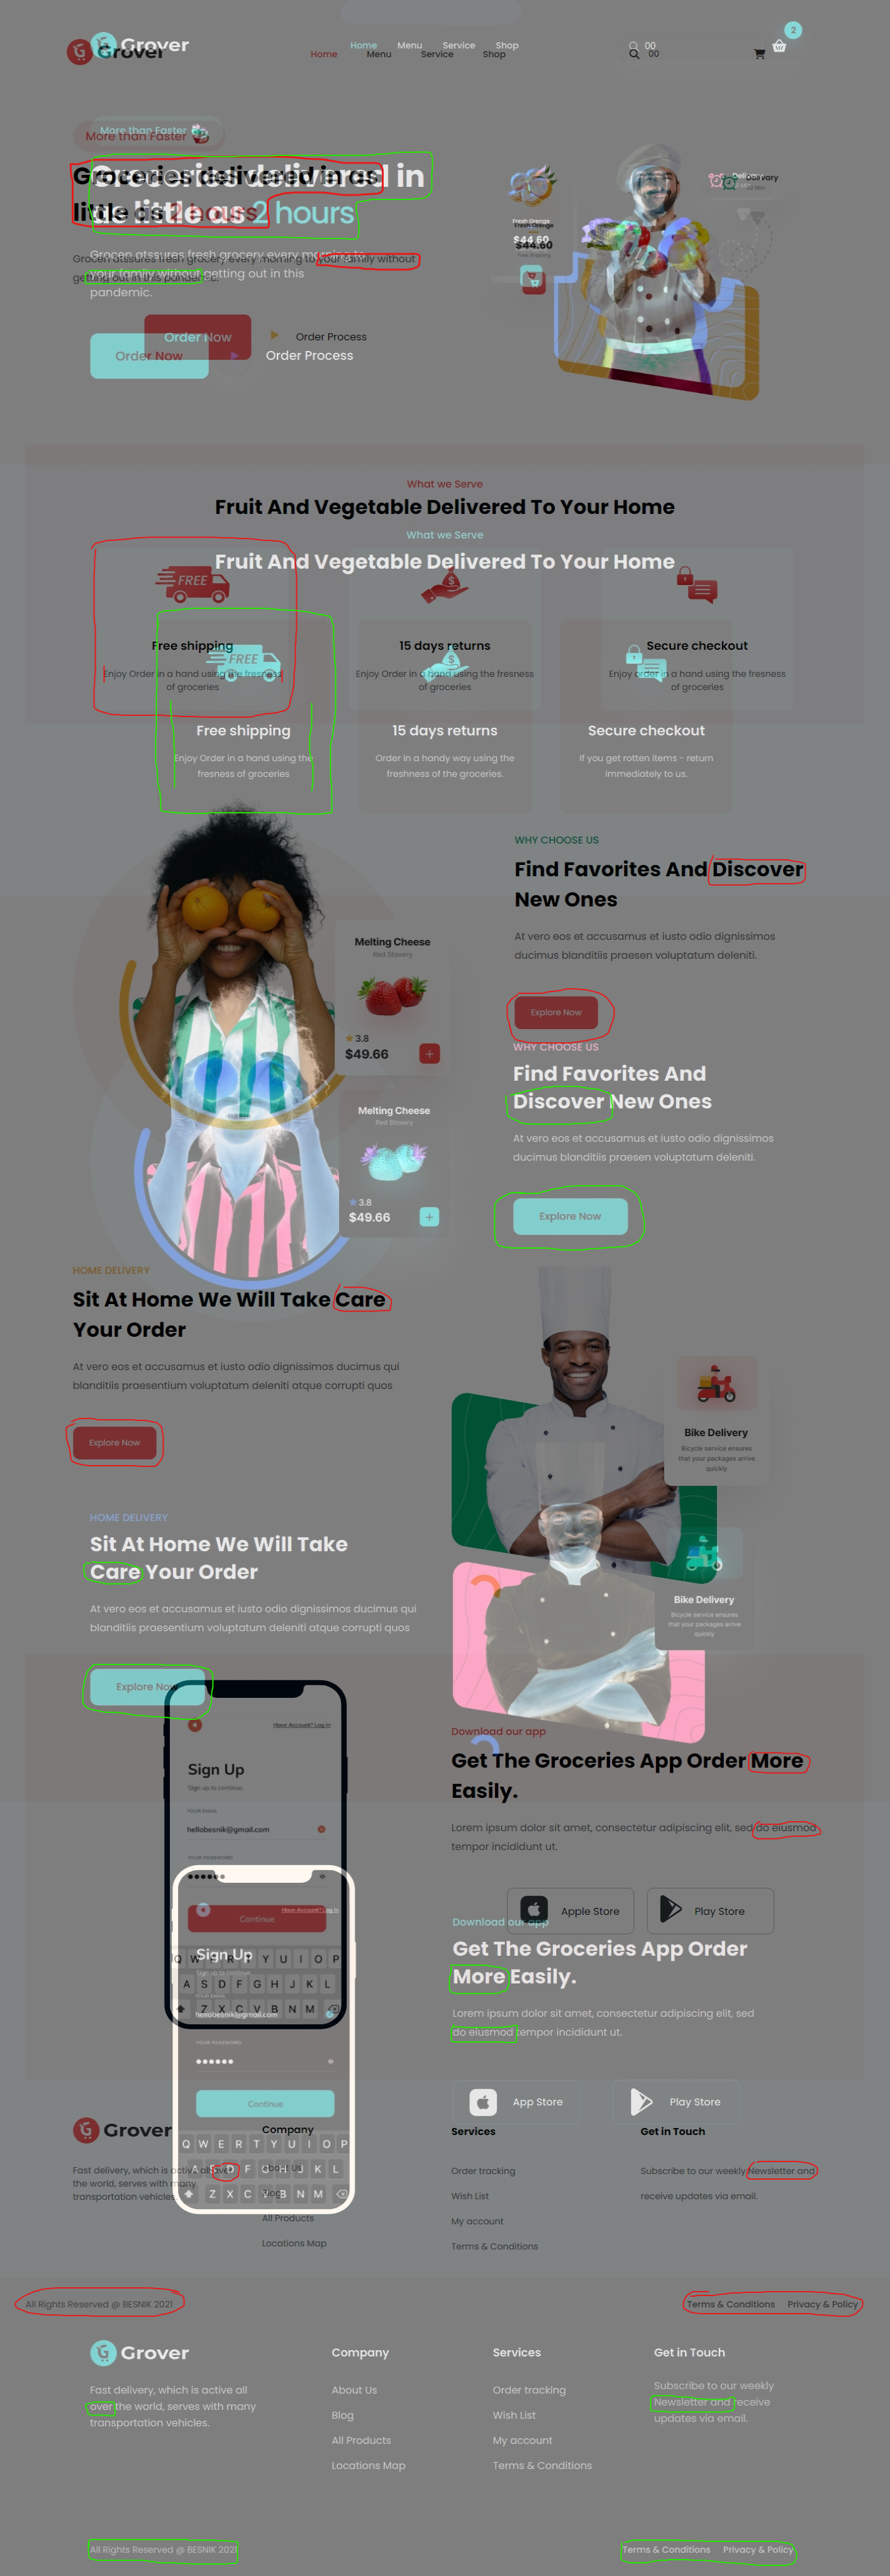 Grover
Grover
Home Menu Service Shop
Home Menu Service Shop
00
00
2
More than Faster
More than Faster
Groceries delivered in as
little as 2 hours
Groceries delivered in
as little as 2 hours
Grocen atssures fresh grocery every morning to your family without
getting out in this pandemic.
Grocen atssures fresh grocery every morning to
your family without getting out in this
pandemic.
Order Now
Order Process
Order Now
Order Process
Fresh Orenge
$44.60
$44.60
Free Shipping
Delivery
What we Serve
Fruit And Vegetable Delivered To Your Home
What we Serve
Fruit And Vegetable Delivered To Your Home
FREE
Free shipping
15 days returns
Secure checkout
Enjoy Order in a hand using the fresness
of groceries
Enjoy Order in a hand using the fresness
of groceries
Enjoy order in a hand using the fresness
of groceries
FREE
Free shipping
15 days returns
Secure checkout
Enjoy Order in a hand using the
fresness of groceries
Order in a handy way using the
freshness of the groceries.
If you get rotten items - return
immediately to us.
WHY CHOOSE US
Find Favorites And Discover
New Ones
At vero eos et accusamus et iusto odio dignissimos
ducimus blanditiis praesen voluptatum deleniti.
Explore Now
Melting Cheese
Red Stovery
3.8
$49.66
WHY CHOOSE US
Find Favorites And
Discover New Ones
At vero eos et accusamus et iusto odio dignissimos
ducimus blanditiis praesen voluptatum deleniti.
Explore Now
Melting Cheese
Red Stovery
3.8
$49.66
HOME DELIVERY
Sit At Home We Will Take Care
Your Order
At vero eos et accusamus et iusto odio dignissimos ducimus qui
blanditiis praesentium voluptatum deleniti atque corrupti quos
Explore Now
Bike Delivery
Bicycle service ensures
that your packages arrive
quickly
HOME DELIVERY
Sit At Home We Will Take
Care Your Order
At vero eos et accusamus et iusto odio dignissimos ducimus qui
blanditiis praesentium voluptatum deleniti atque corrupti quos
Explore Now
Bike Delivery
Bicycle service ensures
that your packages arrive
quickly
Have Account? Log in
Sign Up
Sign up to continue.
YOUR EMAIL
hellobesnik@gmail.com
YOUR PASSWORD
Continue
Q W E R T Y U I O P
A S D F G H J K L
Z X C V B N M
Download our app
Get The Groceries App Order More
Easily.
Lorem ipsum dolor sit amet, consectetur adipiscing elit, sed do eiusmod
tempor incididunt ut.
Apple Store
Play Store
Have Account? Log in
Sign Up
Sign up to continue.
YOUR EMAIL
hellobesnik@gmail.com
YOUR PASSWORD
Continue
Q W E R T Y U I O P
A S D F G H J K L
Z X C V B N M
Download our app
Get The Groceries App Order
More Easily.
Lorem ipsum dolor sit amet, consectetur adipiscing elit, sed
do eiusmod tempor incididunt ut.
App Store
Play Store
Grover
Fast delivery, which is active all over
the world, serves with many
transportation vehicles.
Company
About Us
Blog
All Products
Locations Map
Services
Order tracking
Wish List
My account
Terms & Conditions
Get in Touch
Subscribe to our weekly Newsletter and
receive updates via email.
All Rights Reserved @ BESNIK 2021
Terms & Conditions Privacy & Policy
Grover
Fast delivery, which is active all
over the world, serves with many
transportation vehicles.
Company
About Us
Blog
All Products
Locations Map
Services
Order tracking
Wish List
My account
Terms & Conditions
Get in Touch
Subscribe to our weekly
Newsletter and receive
updates via email.
All Rights Reserved @ BESNIK 2021
Terms & Conditions Privacy & Policy